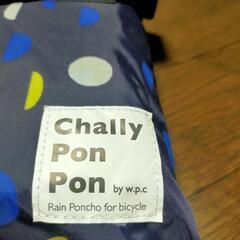 Chally
Pon
Pon by w.p.c
Rain Poncho for bicycle